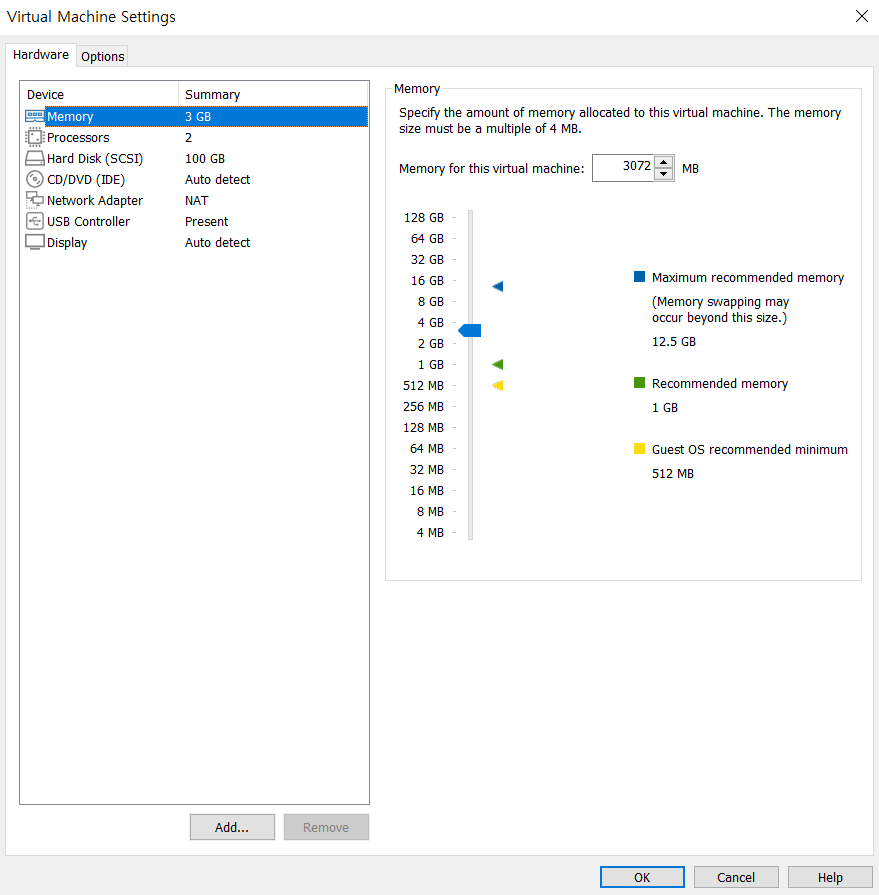 Virtual Machine Settings
Hardware
Options
Device Summary
Memory 3 GB
Processors 2
Hard Disk (SCSI) 100 GB
CD/DVD (IDE) Auto detect
Network Adapter NAT
USB Controller Present
Display Auto detect
Add...
Remove
Memory
Specify the amount of memory allocated to this virtual machine. The memory
size must be a multiple of 4 MB.
Memory for this virtual machine: 3072 MB
128 GB
64 GB
32 GB
16 GB
8 GB
4 GB
2 GB
1 GB
512 MB
256 MB
128 MB
64 MB
32 MB
16 MB
8 MB
4 MB
Maximum recommended memory
(Memory swapping may
occur beyond this size.)
12.5 GB
Recommended memory
1 GB
Guest OS recommended minimum
512 MB
OK
Cancel
Help